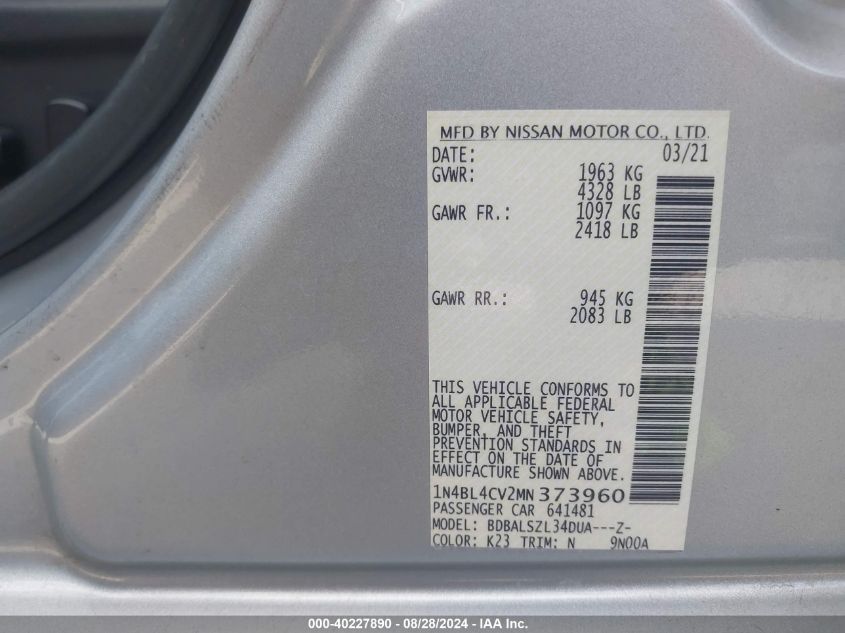 MFD BY NISSAN MOTOR CO., LTD.
DATE: 03/21
GVWR: 1963 KG
4328 LB
GAWR FR.: 1097 KG
2418 LB
GAWR RR.: 945 KG
2083 LB
THIS VEHICLE CONFORMS TO
ALL APPLICABLE FEDERAL
MOTOR VEHICLE SAFETY,
BUMPER, AND THEFT
PREVENTION STANDARDS IN
EFFECT ON THE DATE OF
MANUFACTURE SHOWN ABOVE.
1N4BL4CV2MN373960
PASSENGER CAR 641481
MODEL: BDBALSZL34DUA---Z-
COLOR: K23 TRIM: N 9N00A
000-40227890 - 08/28/2024 - IAA Inc.